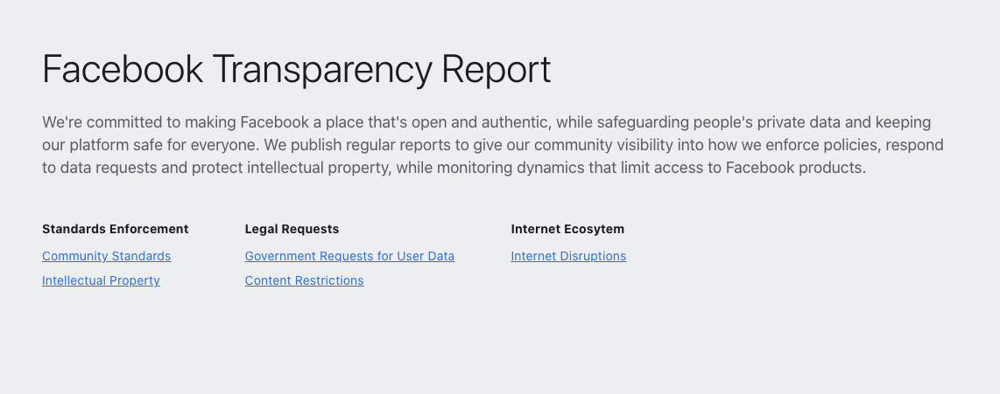 Facebook Transparency Report
We're committed to making Facebook a place that's open and authentic, while safeguarding people's private data and keeping
our platform safe for everyone. We publish regular reports to give our community visibility into how we enforce policies, respond
to data requests and protect intellectual property, while monitoring dynamics that limit access to Facebook products.
Standards Enforcement
Community Standards
Intellectual Property
Legal Requests
Government Requests for User Data
Content Restrictions
Internet Ecosytem
Internet Disruptions